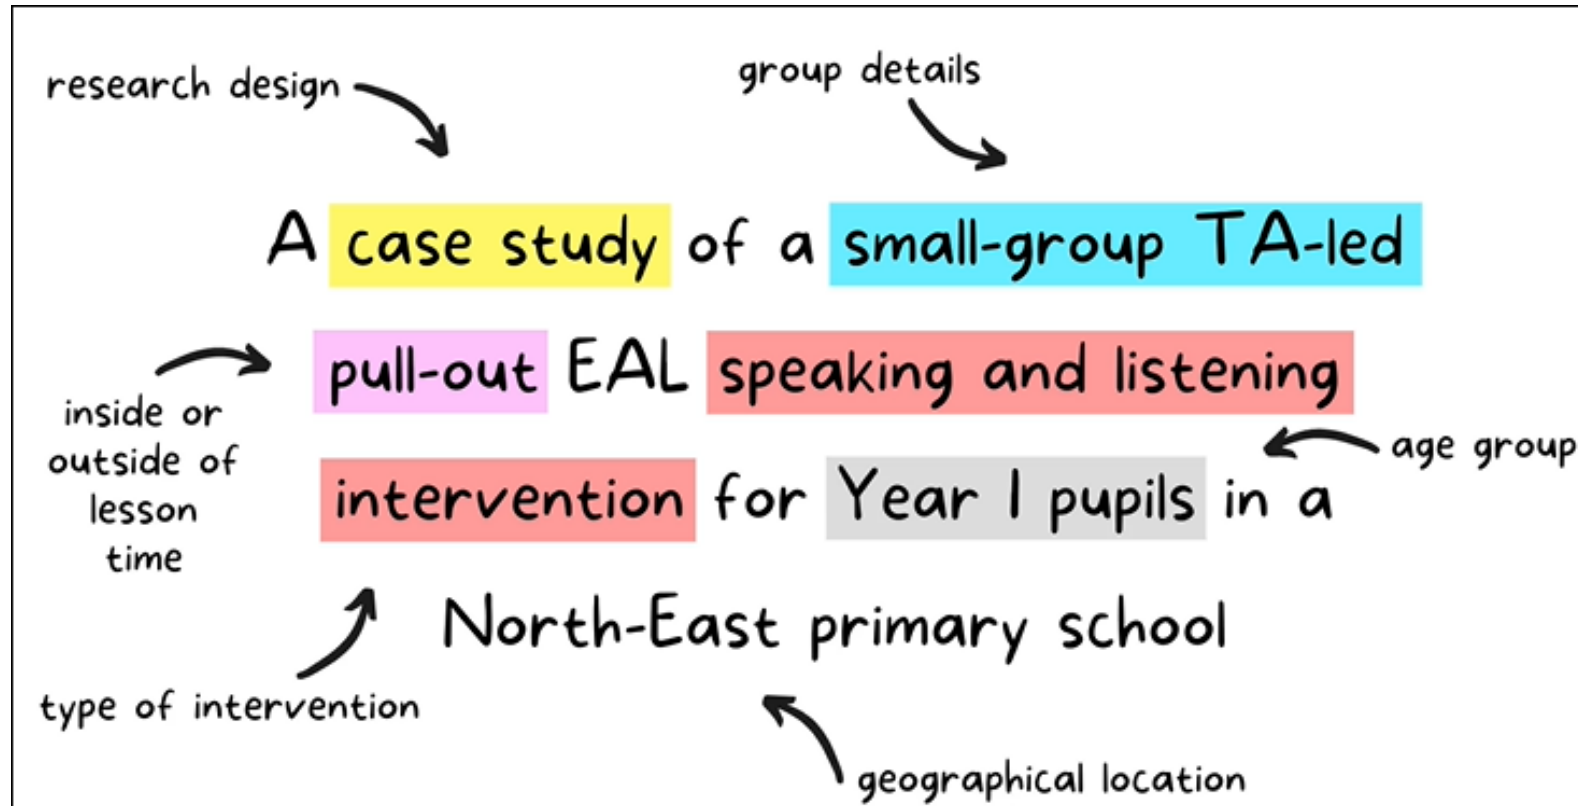 research design
group details
A case study of a small-group TA-led
pull-out EAL speaking and listening
inside or
outside of
lesson
time
age group
intervention for Year 1 pupils in a
North-East primary school
type of intervention
geographical location